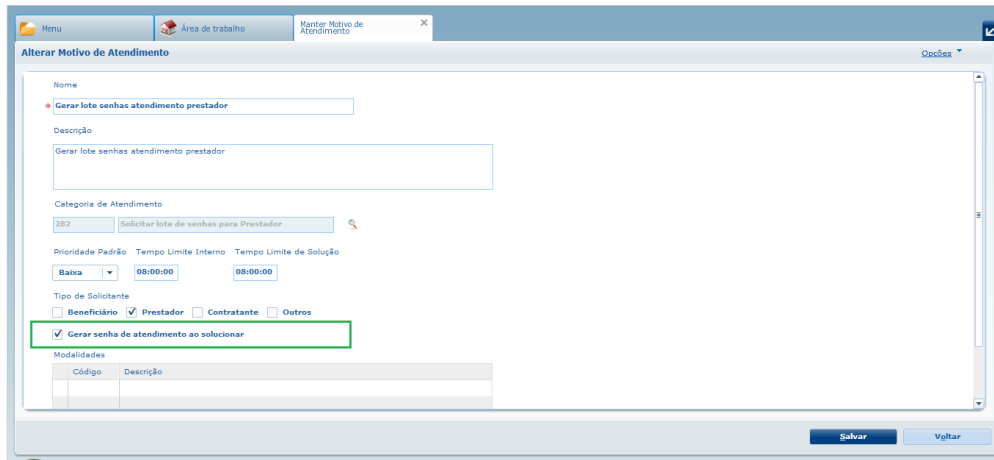 Menu
Área de trabalho
Manter Motivo de
Atendimento
Alterar Motivo de Atendimento
Opções
Nome
* Gerar lote senhas atendimento prestador
Descrição
Gerar lote senhas atendimento prestador
Categoria de Atendimento
282 Solicitar lote de senhas para Prestador
Prioridade Padrão Tempo Limite Interno Tempo Limite de Solução
Baixa 08:00:00 08:00:00
Tipo de Solicitante
Beneficiário Prestador Contratante Outros
Gerar senha de atendimento ao solucionar
Modalidades
Código Descrição
Salvar Voltar